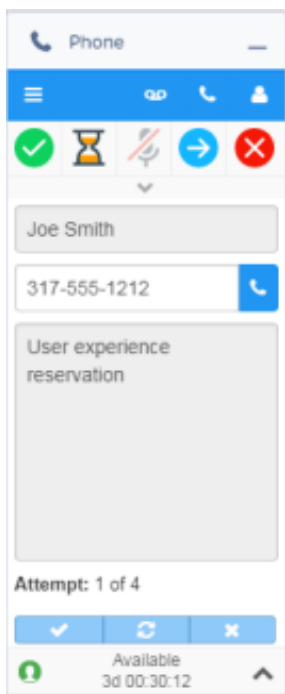 Phone
Joe Smith
317-555-1212
User experience
reservation
Attempt: 1 of 4
Available
3d 00:30:12